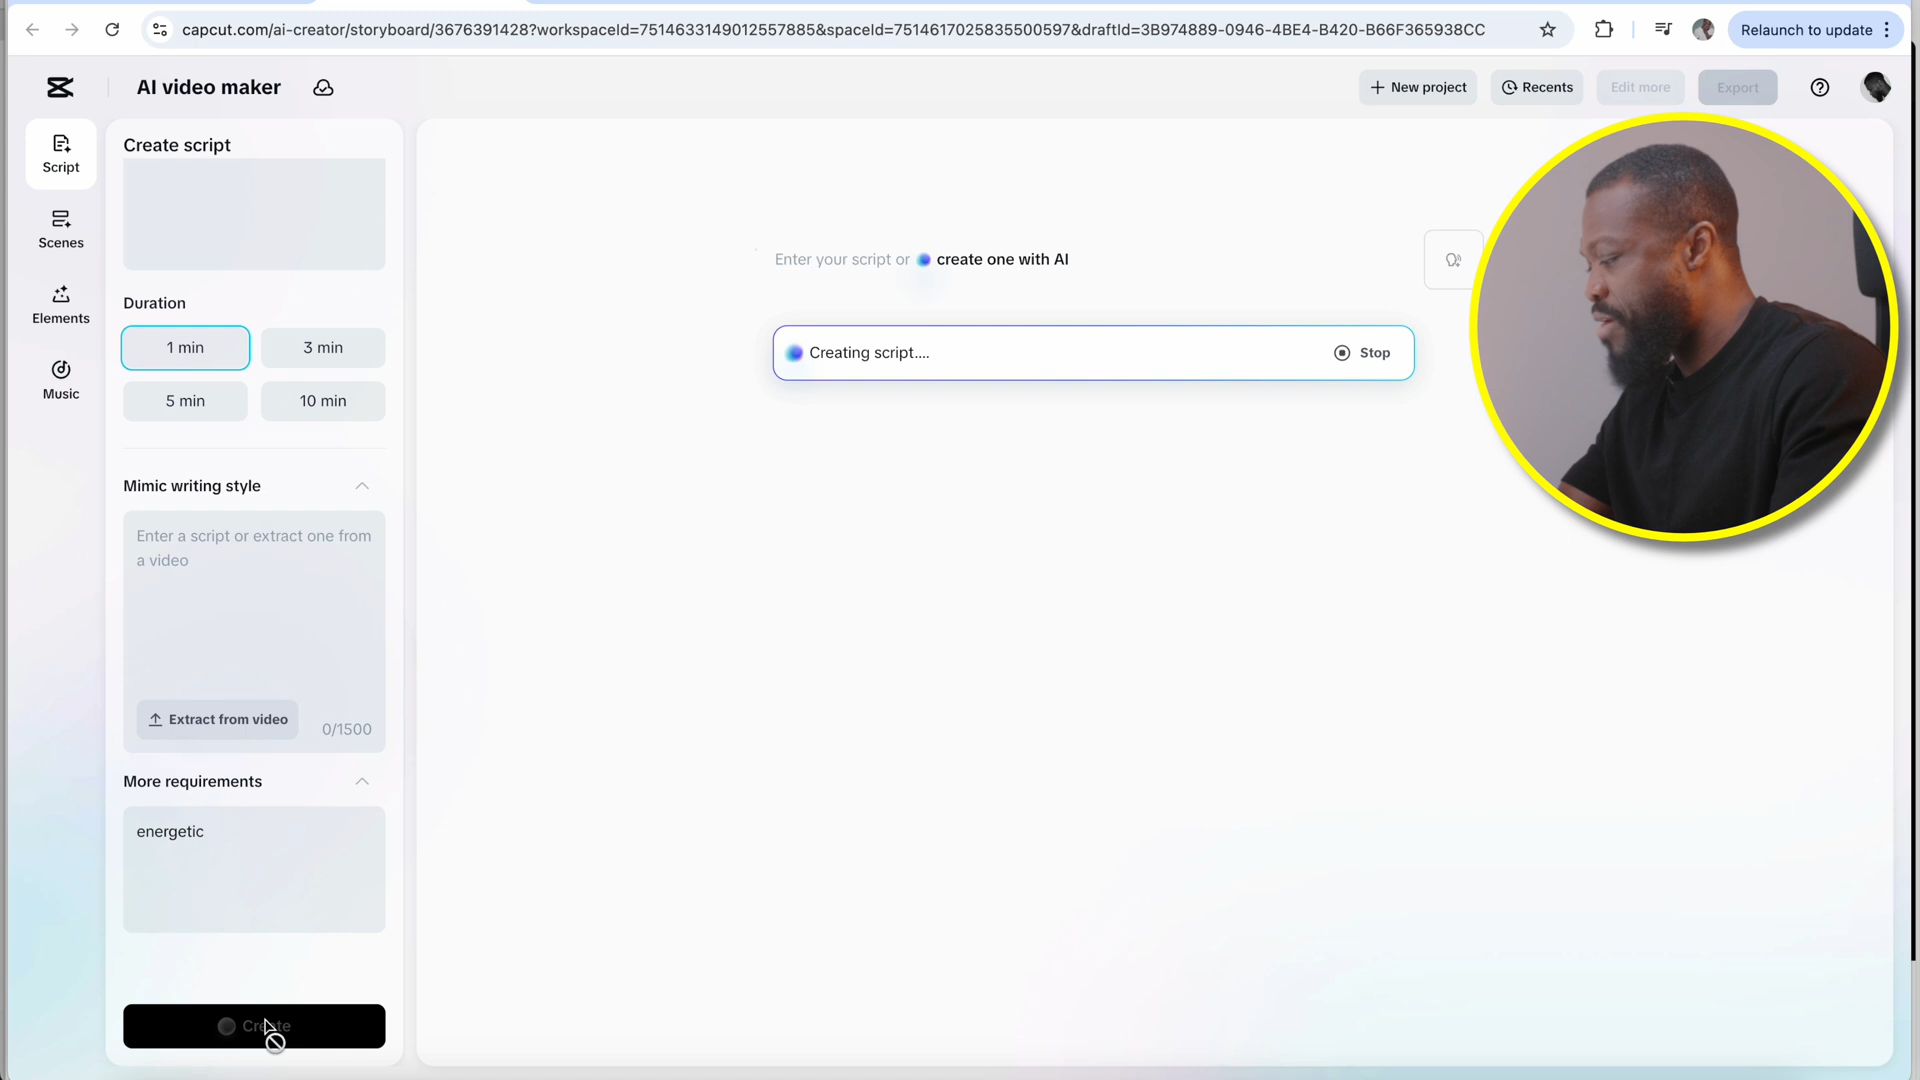 capcut.com/ai-creator/storyboard/3676391428?workspaceId=7514633149012557885&spaceId=7514617025835500597&draftId=3B974889-0946-4BE4-B420-B66F365938CC
Relaunch to update
AI video maker
New project
Recents
Edit more
Export
Script
Scenes
Elements
Music
Create script
Duration
1 min
3 min
5 min
10 min
Mimic writing style
Enter a script or extract one from
a video
Extract from video
0/1500
More requirements
energetic
Create
Enter your script or create one with AI
Creating script....
Stop